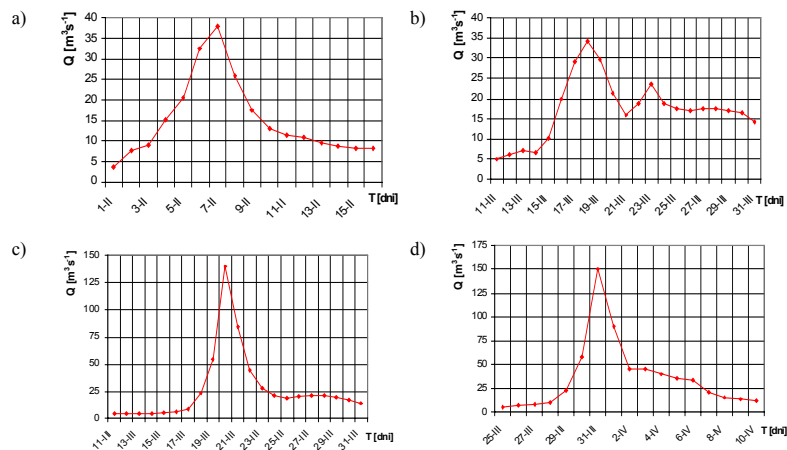 a)
Q [m³s⁻¹]
40
35
30
25
20
15
10
5
0
1-II 3-II 5-II 7-II 9-II 11-II 13-II 15-II
T [dni]
b)
Q [m³s⁻¹]
40
35
30
25
20
15
10
5
0
11-III 13-III 15-III 17-III 19-III 21-III 23-III 25-III 27-III 29-III 31-III
T [dni]
c)
Q [m³s⁻¹]
150
125
100
75
50
25
0
11-III 13-III 15-III 17-III 19-III 21-III 23-III 25-III 27-III 29-III 31-III
T [dni]
d)
Q [m³s⁻¹]
175
150
125
100
75
50
25
0
25-III 27-III 29-III 31-III 2-IV 4-IV 6-IV 8-IV 10-IV
T [dni]